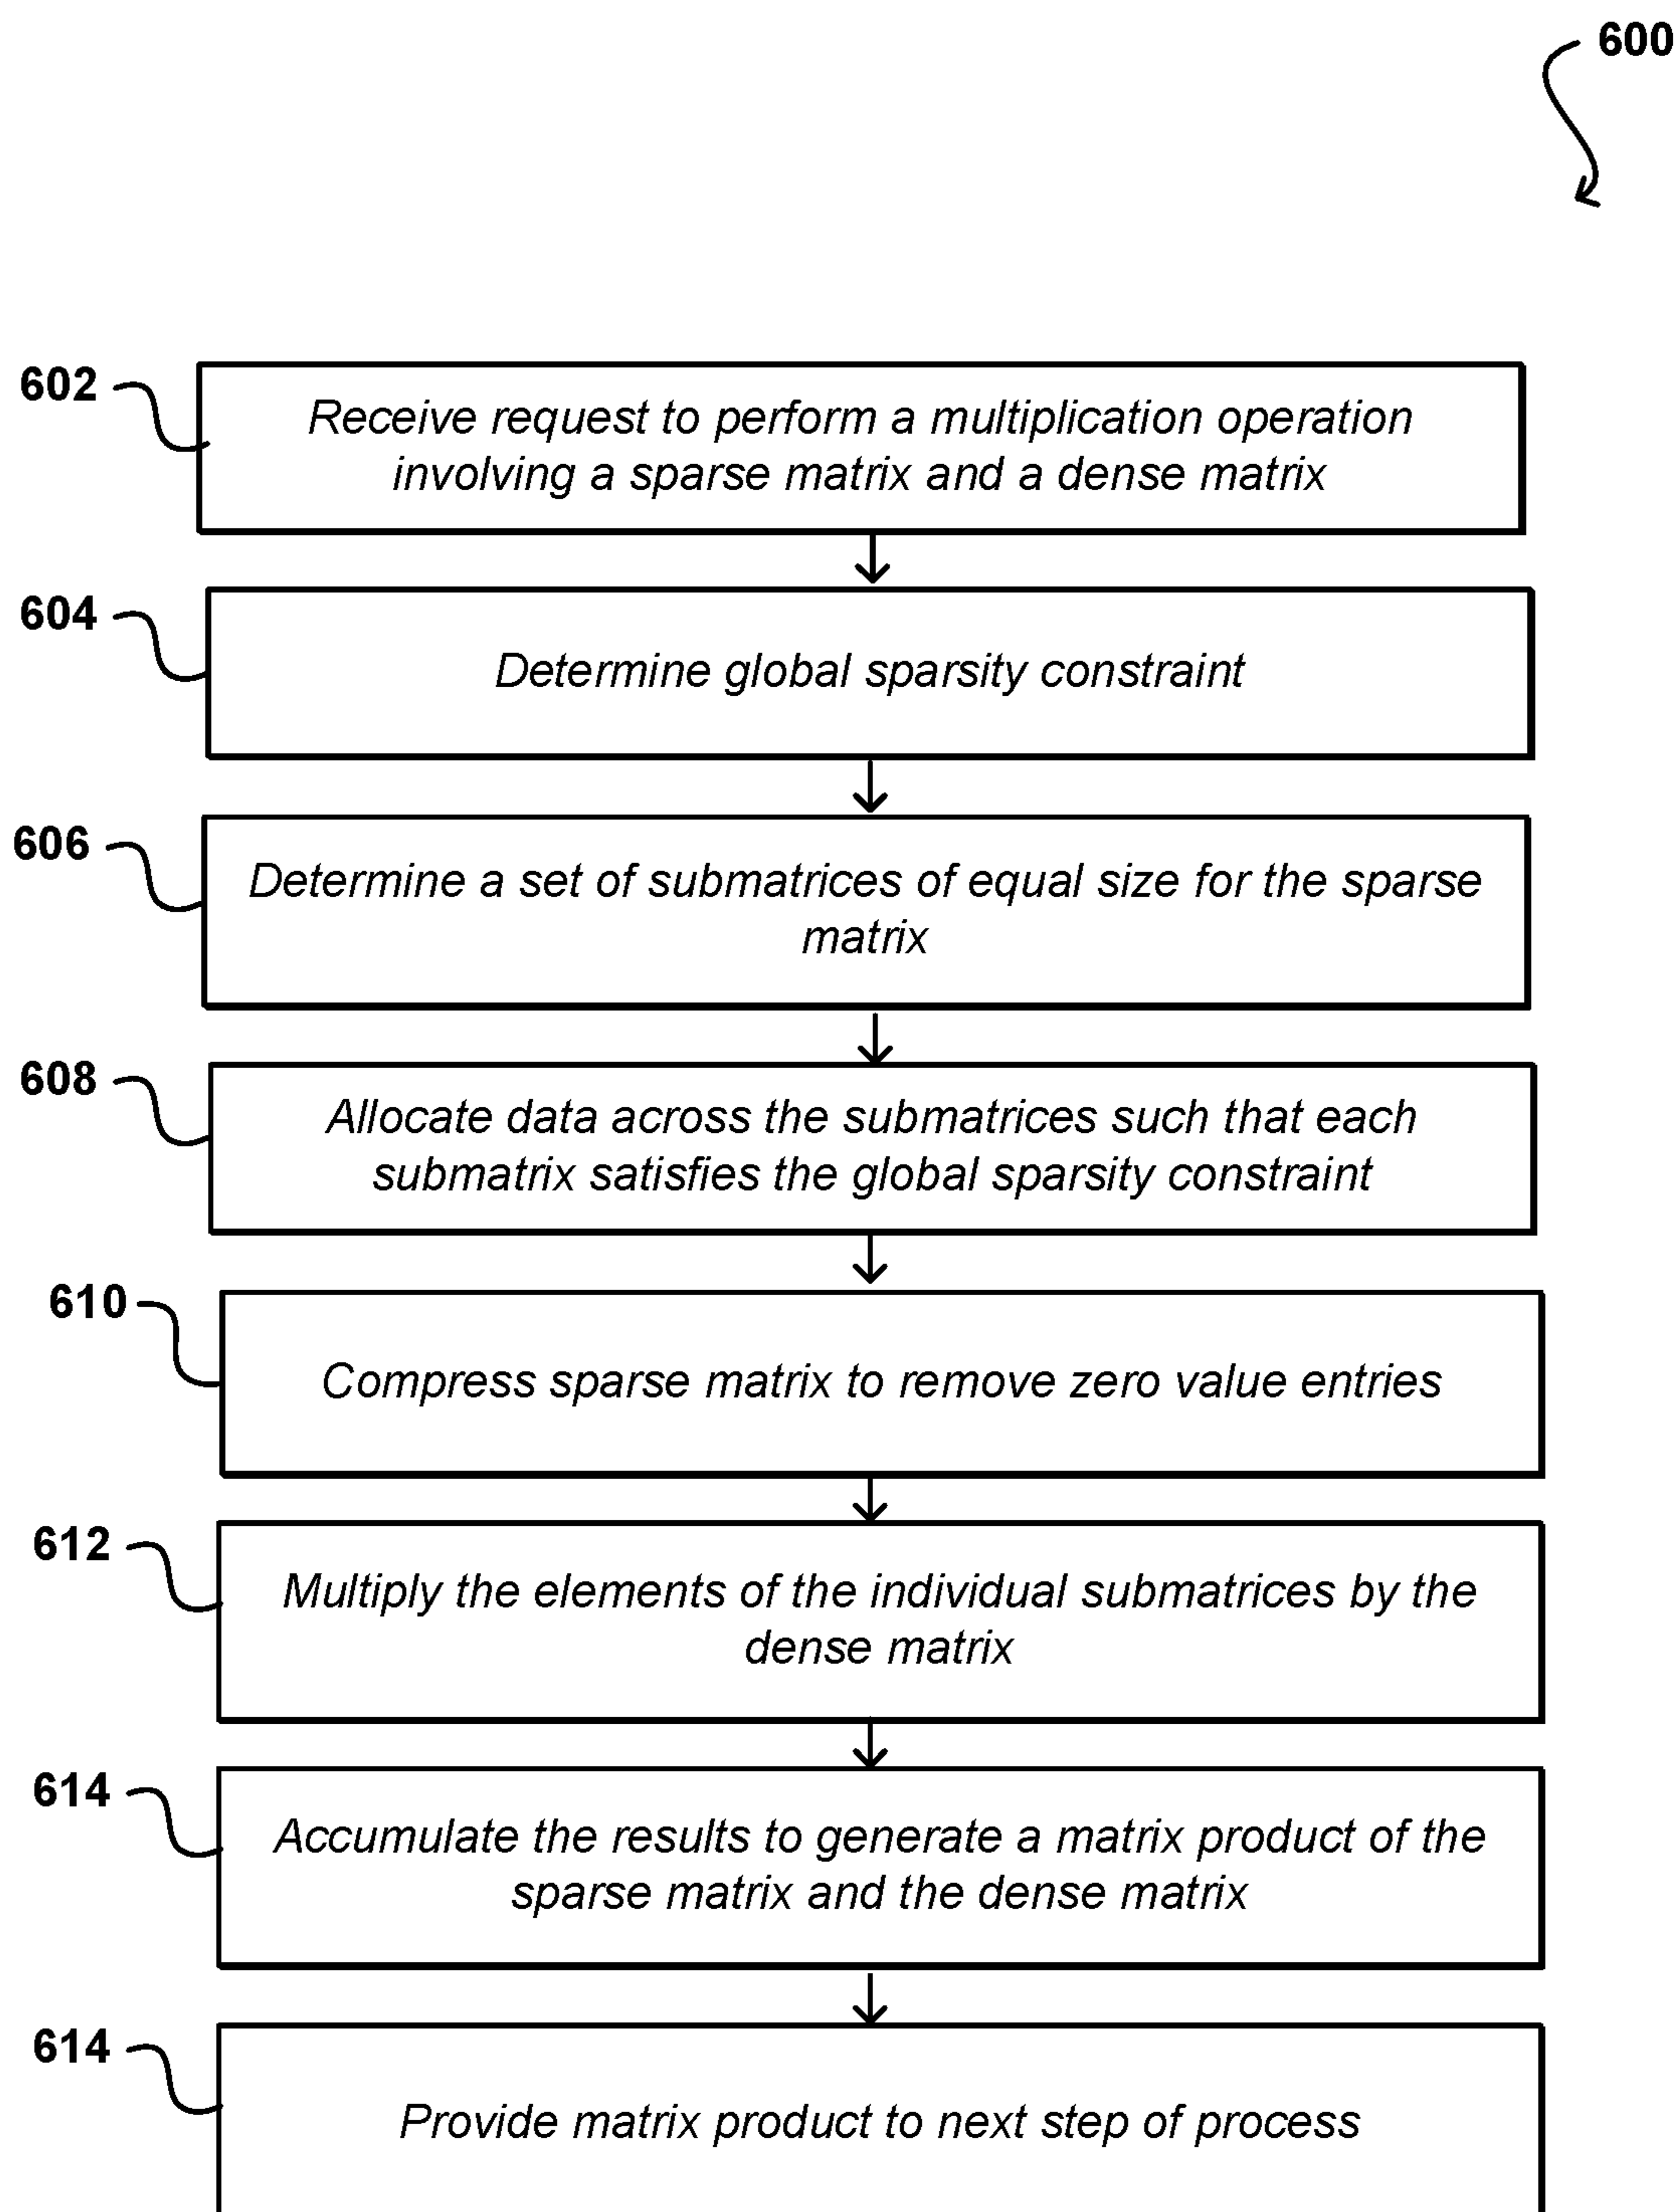 600
602
Receive request to perform a multiplication operation
involving a sparse matrix and a dense matrix
604
Determine global sparsity constraint
606
Determine a set of submatrices of equal size for the sparse
matrix
608
Allocate data across the submatrices such that each
submatrix satisfies the global sparsity constraint
610
Compress sparse matrix to remove zero value entries
612
Multiply the elements of the individual submatrices by the
dense matrix
614
Accumulate the results to generate a matrix product of the
sparse matrix and the dense matrix
614
Provide matrix product to next step of process